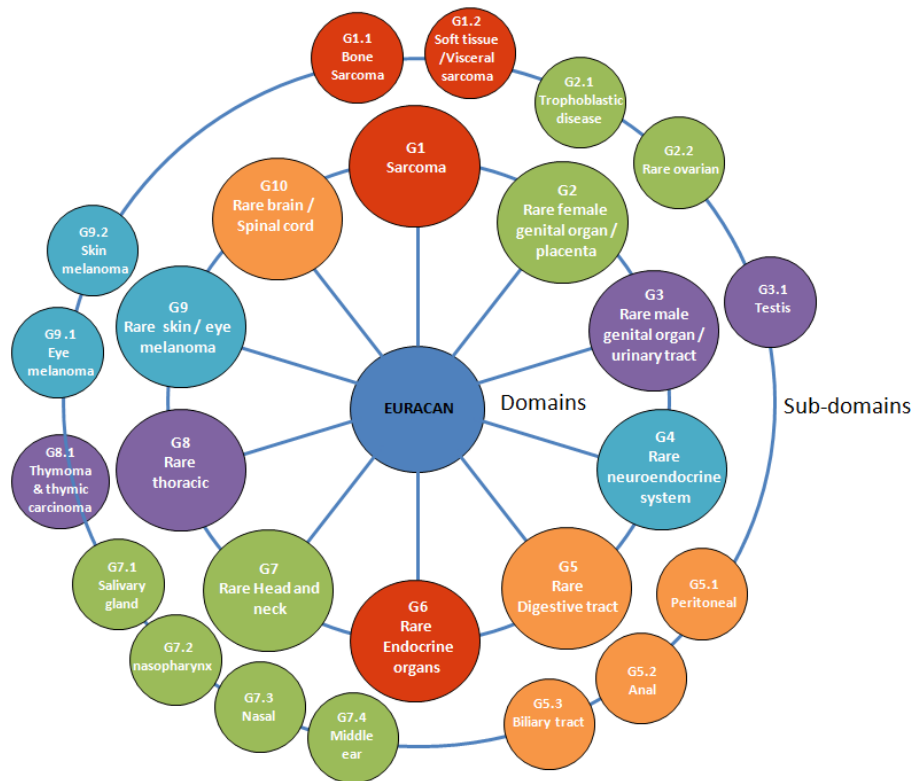 G1.1
Bone
Sarcoma
G1.2
Soft tissue
/Visceral
sarcoma
G2.1
Trophoblastic
disease
G2.2
Rare ovarian
G1
Sarcoma
G10
Rare brain /
Spinal cord
G2
Rare female
genital organ /
placenta
G9.2
Skin
melanoma
G3.1
Testis
G9
Rare skin / eye
melanoma
G3
Rare male
genital organ /
urinary tract
G9 .1
Eye
melanoma
EURACAN
Domains
Sub-domains
G8
Rare
thoracic
G4
Rare
neuroendocrine
system
G8.1
Thymoma
& thymic
carcinoma
G7.1
Salivary
gland
G7
Rare Head and
neck
G6
Rare
Endocrine
organs
G5
Rare
Digestive tract
G5.1
Peritoneal
G7.2
nasopharynx
G7.3
Nasal
G7.4
Middle
ear
G5.3
Biliary tract
G5.2
Anal